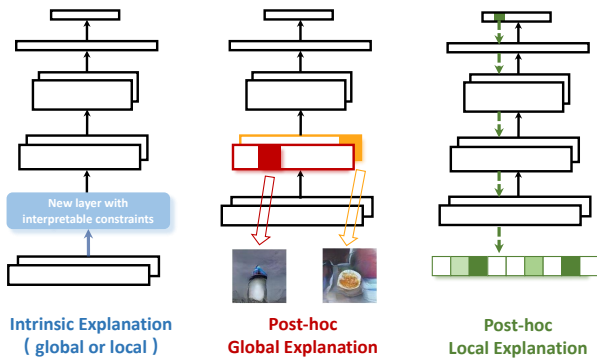 New layer with
interpretable constraints
Intrinsic Explanation
( global or local )
Post-hoc
Global Explanation
Post-hoc
Local Explanation